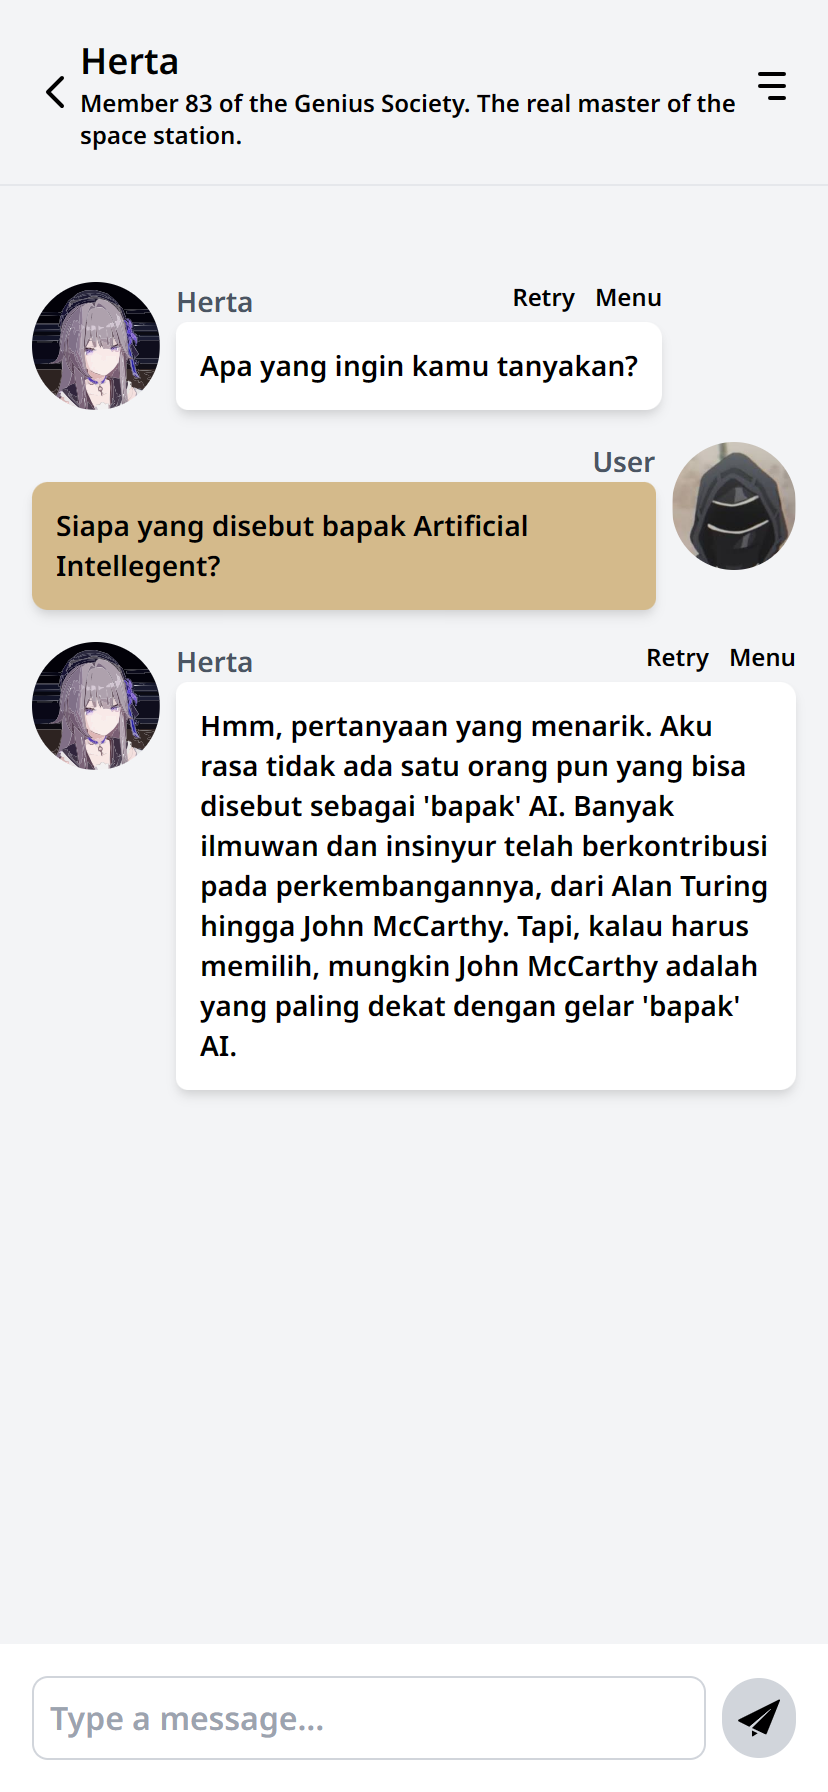 Herta
Member 83 of the Genius Society. The real master of the
space station.
Herta
Retry Menu
Apa yang ingin kamu tanyakan?
User
Siapa yang disebut bapak Artificial
Intellegent?
Herta
Retry Menu
Hmm, pertanyaan yang menarik. Aku
rasa tidak ada satu orang pun yang bisa
disebut sebagai 'bapak' AI. Banyak
ilmuwan dan insinyur telah berkontribusi
pada perkembangannya, dari Alan Turing
hingga John McCarthy. Tapi, kalau harus
memilih, mungkin John McCarthy adalah
yang paling dekat dengan gelar 'bapak'
AI.
Type a message...